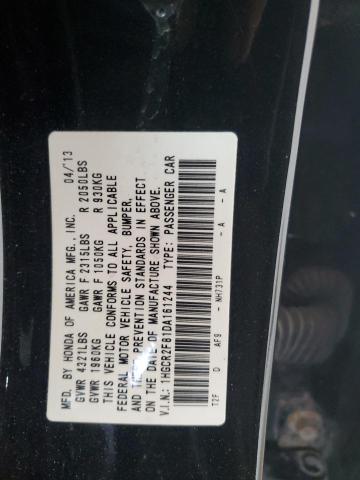 MFD. BY HONDA OF AMERICA MFG., INC. 04/'13
GVWR 4321LBS GAWR F 2315LBS R 2050LBS
GVWR 1960KG GAWR F 1050KG R 930KG
THIS VEHICLE CONFORMS TO ALL APPLICABLE
FEDERAL MOTOR VEHICLE SAFETY, BUMPER,
AND THEFT PREVENTION STANDARDS IN EFFECT
ON THE DATE OF MANUFACTURE SHOWN ABOVE.
V.I.N.: 1HGCR2F81DA161244 TYPE: PASSENGER CAR
T2F D AF9 - NH731P - A - A